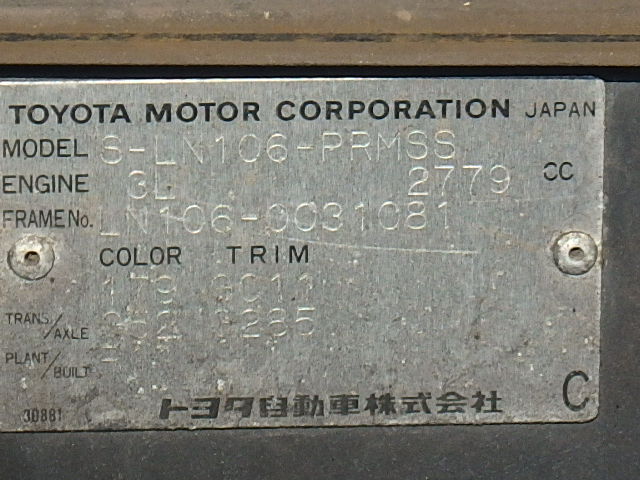 TOYOTA MOTOR CORPORATION JAPAN
MODEL S-LN106-PRMSS
ENGINE 3L 2779 CC
FRAME No. LN106-0031081
COLOR TRIM
TRANS/AXLE
PLANT/BUILT
30881
トヨタ自動車株式会社 C